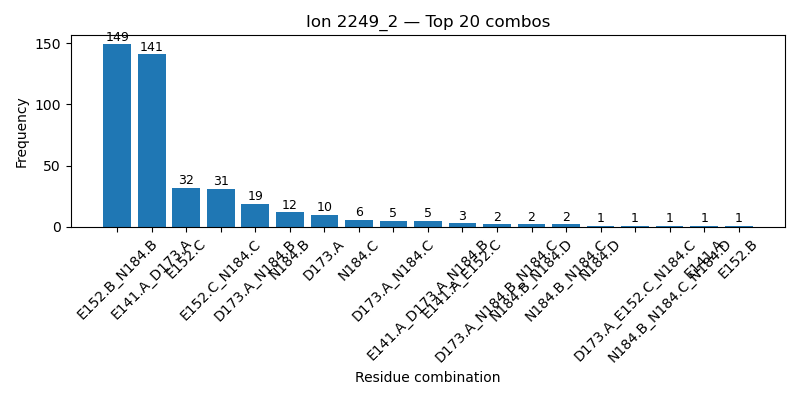 Ion 2249_2 — Top 20 combos
Frequency
150
100
50
0
149
141
32
31
19
12
10
6
5
5
3
2
2
2
1
1
1
1
1
E152.B_N184.B
E141.A_D173.A
E152.C
E152.C_N184.C
D173.A_N184.B
N184.B
D173.A
N184.C
D173.A_N184.C
E141.A_D173.A_N184.B
E141.A_E152.C
D173.A_N184.B_N184.C
N184.B_N184.D
N184.B_N184.C
N184.D
D173.A_E152.C_N184.C
N184.B_N184.C_N184.D
E141.A
E152.B
Residue combination